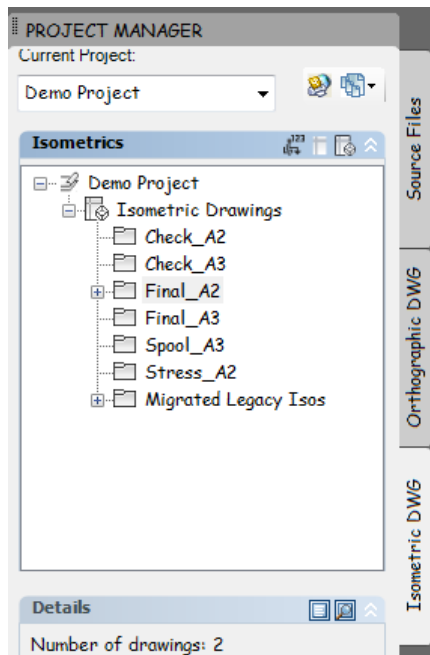 PROJECT MANAGER
Current Project:
Demo Project
Isometrics
123
Demo Project
Isometric Drawings
Check_A2
Check_A3
Final_A2
Final_A3
Spool_A3
Stress_A2
Migrated Legacy Isos
Details
Number of drawings: 2
Source Files
Orthographic DWG
Isometric DWG